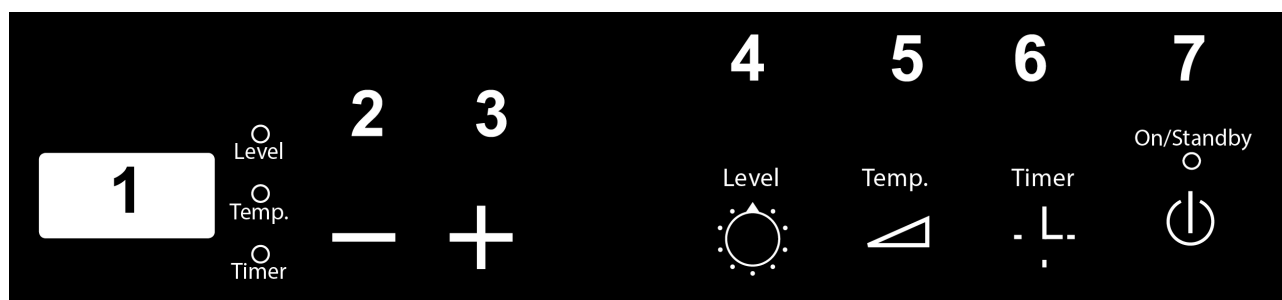 1
Level
Temp.
Timer
2
3
4
Level
5
Temp.
6
Timer
7
On/Standby